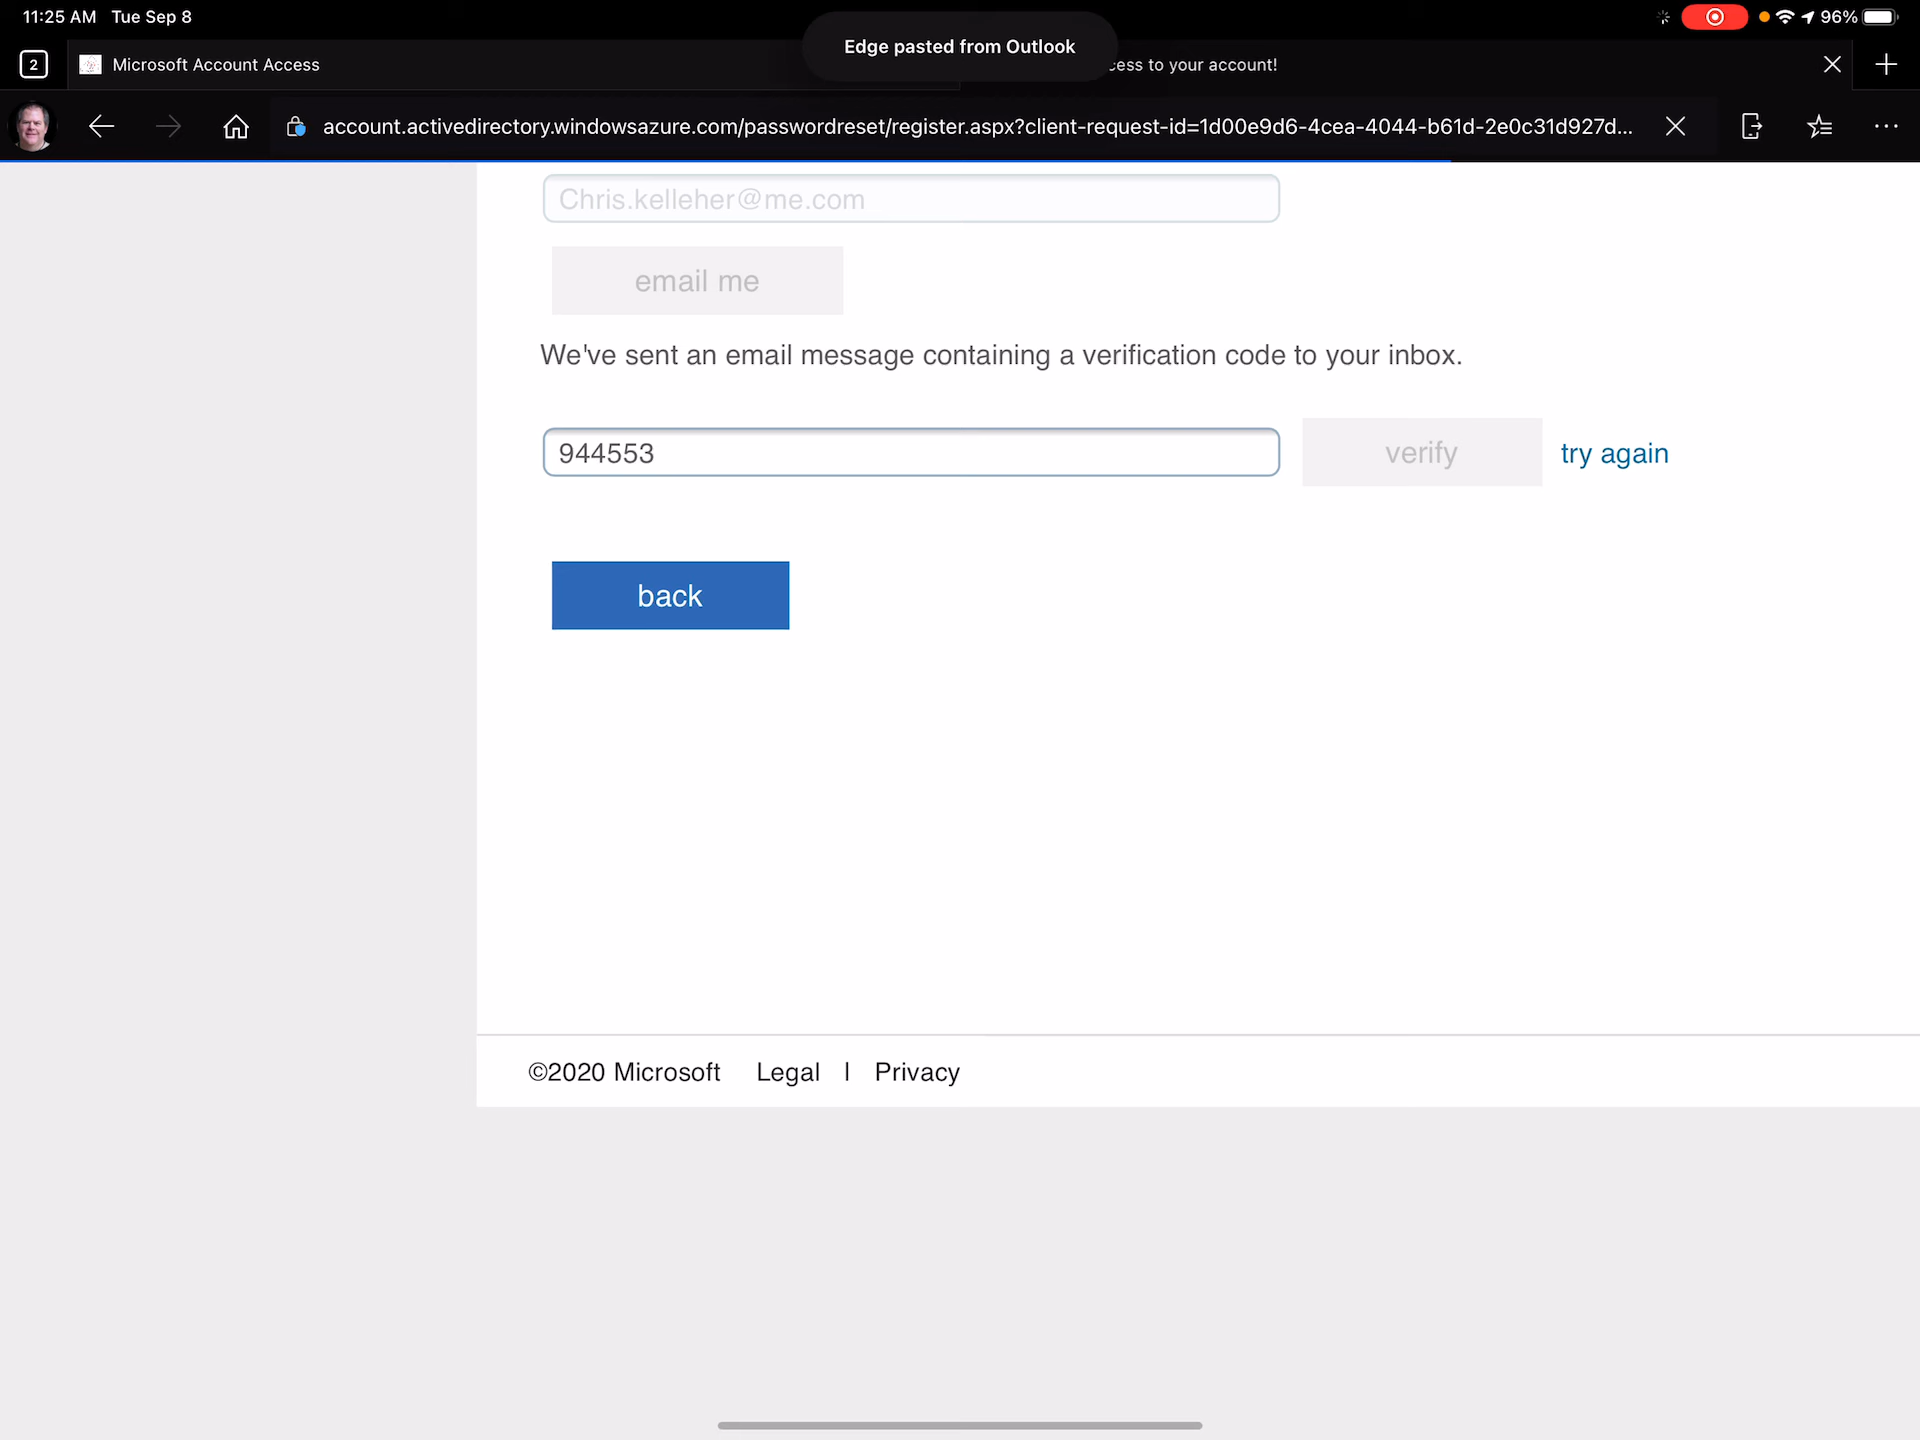 11:25 AM Tue Sep 8
96%
Edge pasted from Outlook
2
Microsoft Account Access
cess to your account!
account.activedirectory.windowsazure.com/passwordreset/register.aspx?client-request-id=1d00e9d6-4cea-4044-b61d-2e0c31d927d...
Chris.kelleher@me.com
email me
We've sent an email message containing a verification code to your inbox.
944553
verify
try again
back
©2020 Microsoft Legal | Privacy